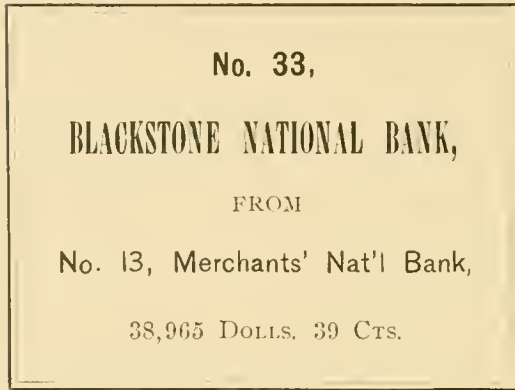 No. 33,
BLACKSTONE NATIONAL BANK,
FROM
No. 13, Merchants' Nat'l Bank,
38,965 DOLLS. 39 CTS.